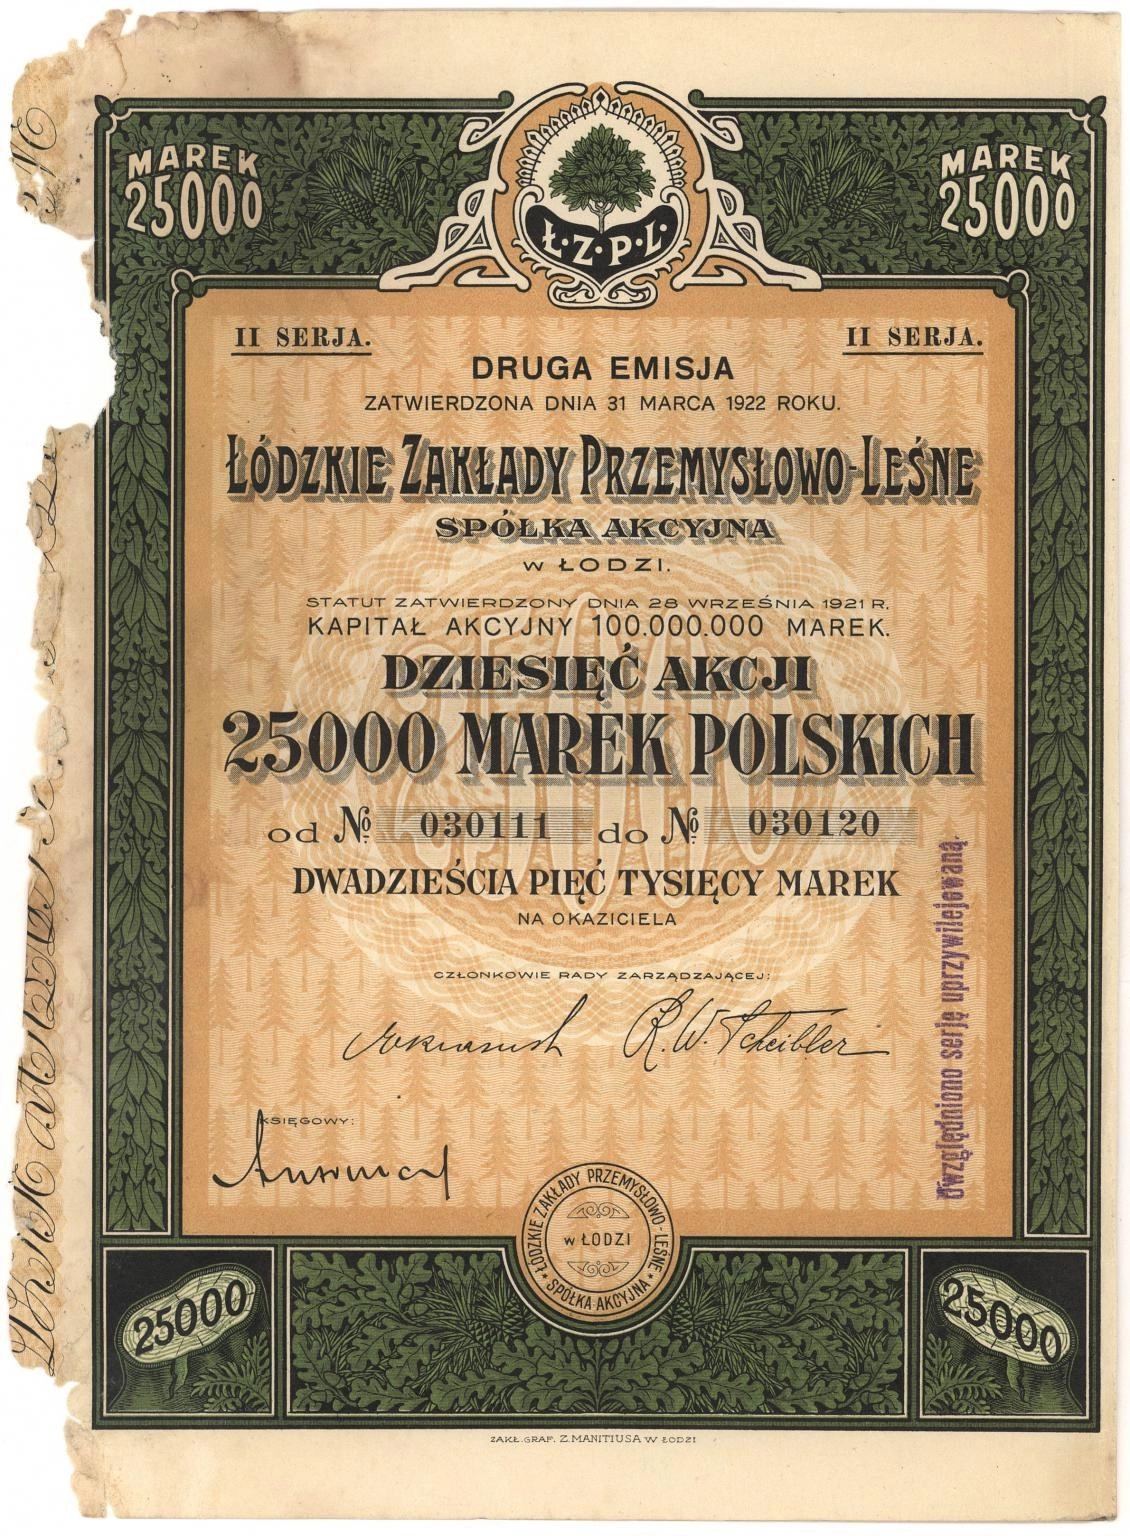 MAREK
25000
MAREK
25000
Ł·Z·P·L·
II SERJA.
II SERJA.
DRUGA EMISJA
ZATWIERDZONA DNIA 31 MARCA 1922 ROKU.
ŁÓDZKIE ZAKŁADY PRZEMYSŁOWO-LEŚNE
SPÓŁKA AKCYJNA
W ŁODZI.
STATUT ZATWIERDZONY DNIA 28 WRZEŚNIA 1921 R.
KAPITAŁ AKCYJNY 100.000.000 MAREK.
DZIESIĘĆ AKCJI
25000 MAREK POLSKICH
od № 030111 do № 030120
DWADZIEŚCIA PIĘĆ TYSIĘCY MAREK
NA OKAZICIELA
CZŁONKOWIE RADY ZARZĄDZAJĄCEJ:
R. W. Scheibler
KSIĘGOWY:
Uwzględniono serję uprzywilejowaną.
ŁÓDZKIE ZAKŁADY PRZEMYSŁOWO-LEŚNE
SPÓŁKA AKCYJNA
w ŁODZI
25000
25000
25000
ZAKŁ. GRAF. Z. MANITIUSA W ŁODZI